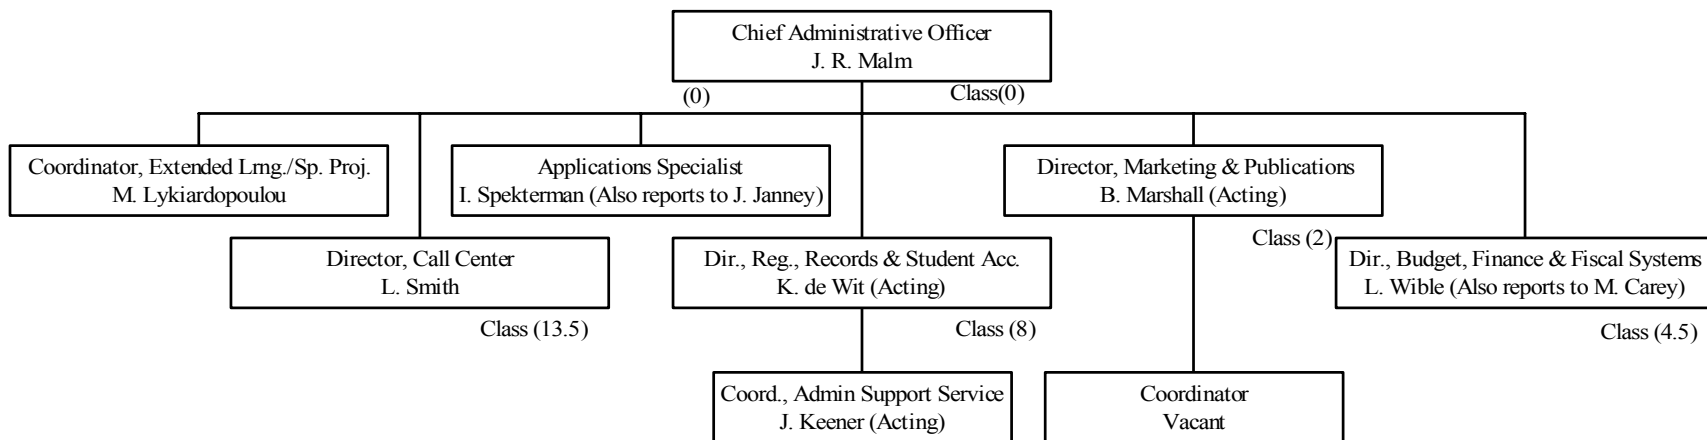 Chief Administrative Officer
J. R. Malm
(0)
Class(0)
Coordinator, Extended Lrng./Sp. Proj.
M. Lykiardopoulou
Applications Specialist
I. Spekterman (Also reports to J. Janney)
Director, Marketing & Publications
B. Marshall (Acting)
Class (2)
Director, Call Center
L. Smith
Class (13.5)
Dir., Reg., Records & Student Acc.
K. de Wit (Acting)
Class (8)
Dir., Budget, Finance & Fiscal Systems
L. Wible (Also reports to M. Carey)
Class (4.5)
Coord., Admin Support Service
J. Keener (Acting)
Coordinator
Vacant